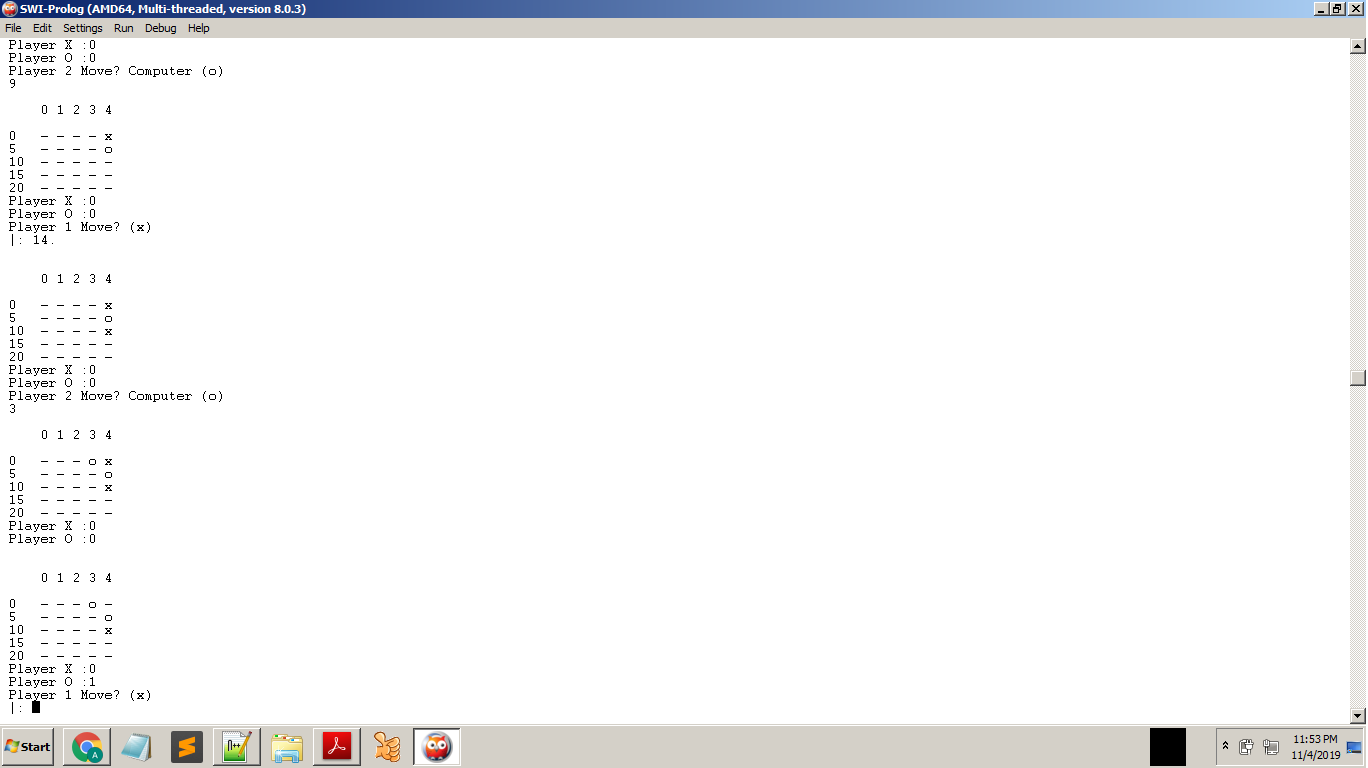 SWI-Prolog (AMD64, Multi-threaded, version 8.0.3)
File Edit Settings Run Debug Help
Player X :0
Player O :0
Player 2 Move? Computer (o)
9
0 1 2 3 4
0 - - - - x
5 - - - - o
10 - - - - -
15 - - - - -
20 - - - - -
Player X :0
Player O :0
Player 1 Move? (x)
|: 14.
0 1 2 3 4
0 - - - - x
5 - - - - o
10 - - - - x
15 - - - - -
20 - - - - -
Player X :0
Player O :0
Player 2 Move? Computer (o)
3
0 1 2 3 4
0 - - - o x
5 - - - - o
10 - - - - x
15 - - - - -
20 - - - - -
Player X :0
Player O :0
0 1 2 3 4
0 - - - o -
5 - - - - o
10 - - - - x
15 - - - - -
20 - - - - -
Player X :0
Player O :1
Player 1 Move? (x)
|:
Start
11:53 PM
11/4/2019